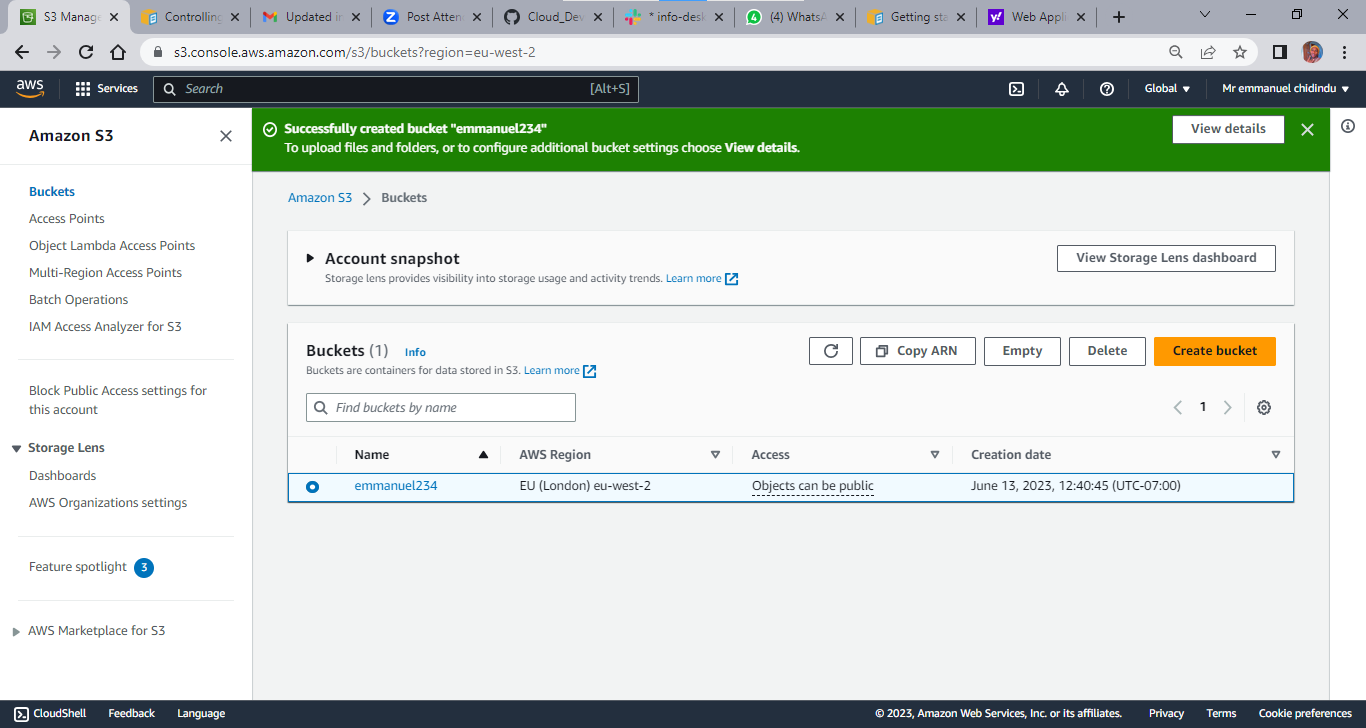 S3 Manage
Controlling
Updated in
Post Atten
Cloud_Dev
* info-desk
(4) WhatsA
Getting sta
Web Appli
s3.console.aws.amazon.com/s3/buckets?region=eu-west-2
aws
Services
Search
[Alt+S]
Global
Mr emmanuel chidindu
Amazon S3
Buckets
Access Points
Object Lambda Access Points
Multi-Region Access Points
Batch Operations
IAM Access Analyzer for S3
Block Public Access settings for
this account
Storage Lens
Dashboards
AWS Organizations settings
Feature spotlight 3
AWS Marketplace for S3
Successfully created bucket "emmanuel234"
To upload files and folders, or to configure additional bucket settings choose View details.
View details
Amazon S3 > Buckets
Account snapshot
Storage lens provides visibility into storage usage and activity trends. Learn more
View Storage Lens dashboard
Buckets (1) Info
Buckets are containers for data stored in S3. Learn more
Copy ARN
Empty
Delete
Create bucket
Find buckets by name
1
Name AWS Region Access Creation date
emmanuel234 EU (London) eu-west-2 Objects can be public June 13, 2023, 12:40:45 (UTC-07:00)
CloudShell Feedback Language
© 2023, Amazon Web Services, Inc. or its affiliates. Privacy Terms Cookie preferences